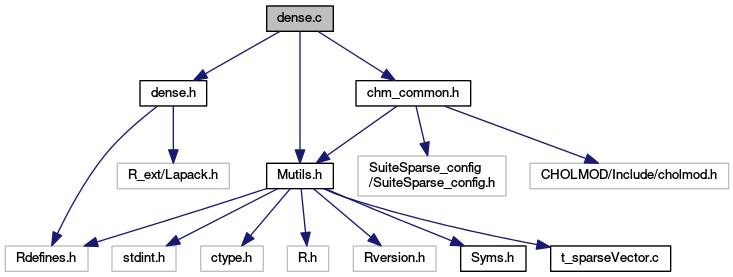 dense.c
dense.h
chm_common.h
R_ext/Lapack.h
Mutils.h
SuiteSparse_config
/SuiteSparse_config.h
CHOLMOD/Include/cholmod.h
Rdefines.h
stdint.h
ctype.h
R.h
Rversion.h
Syms.h
t_sparseVector.c